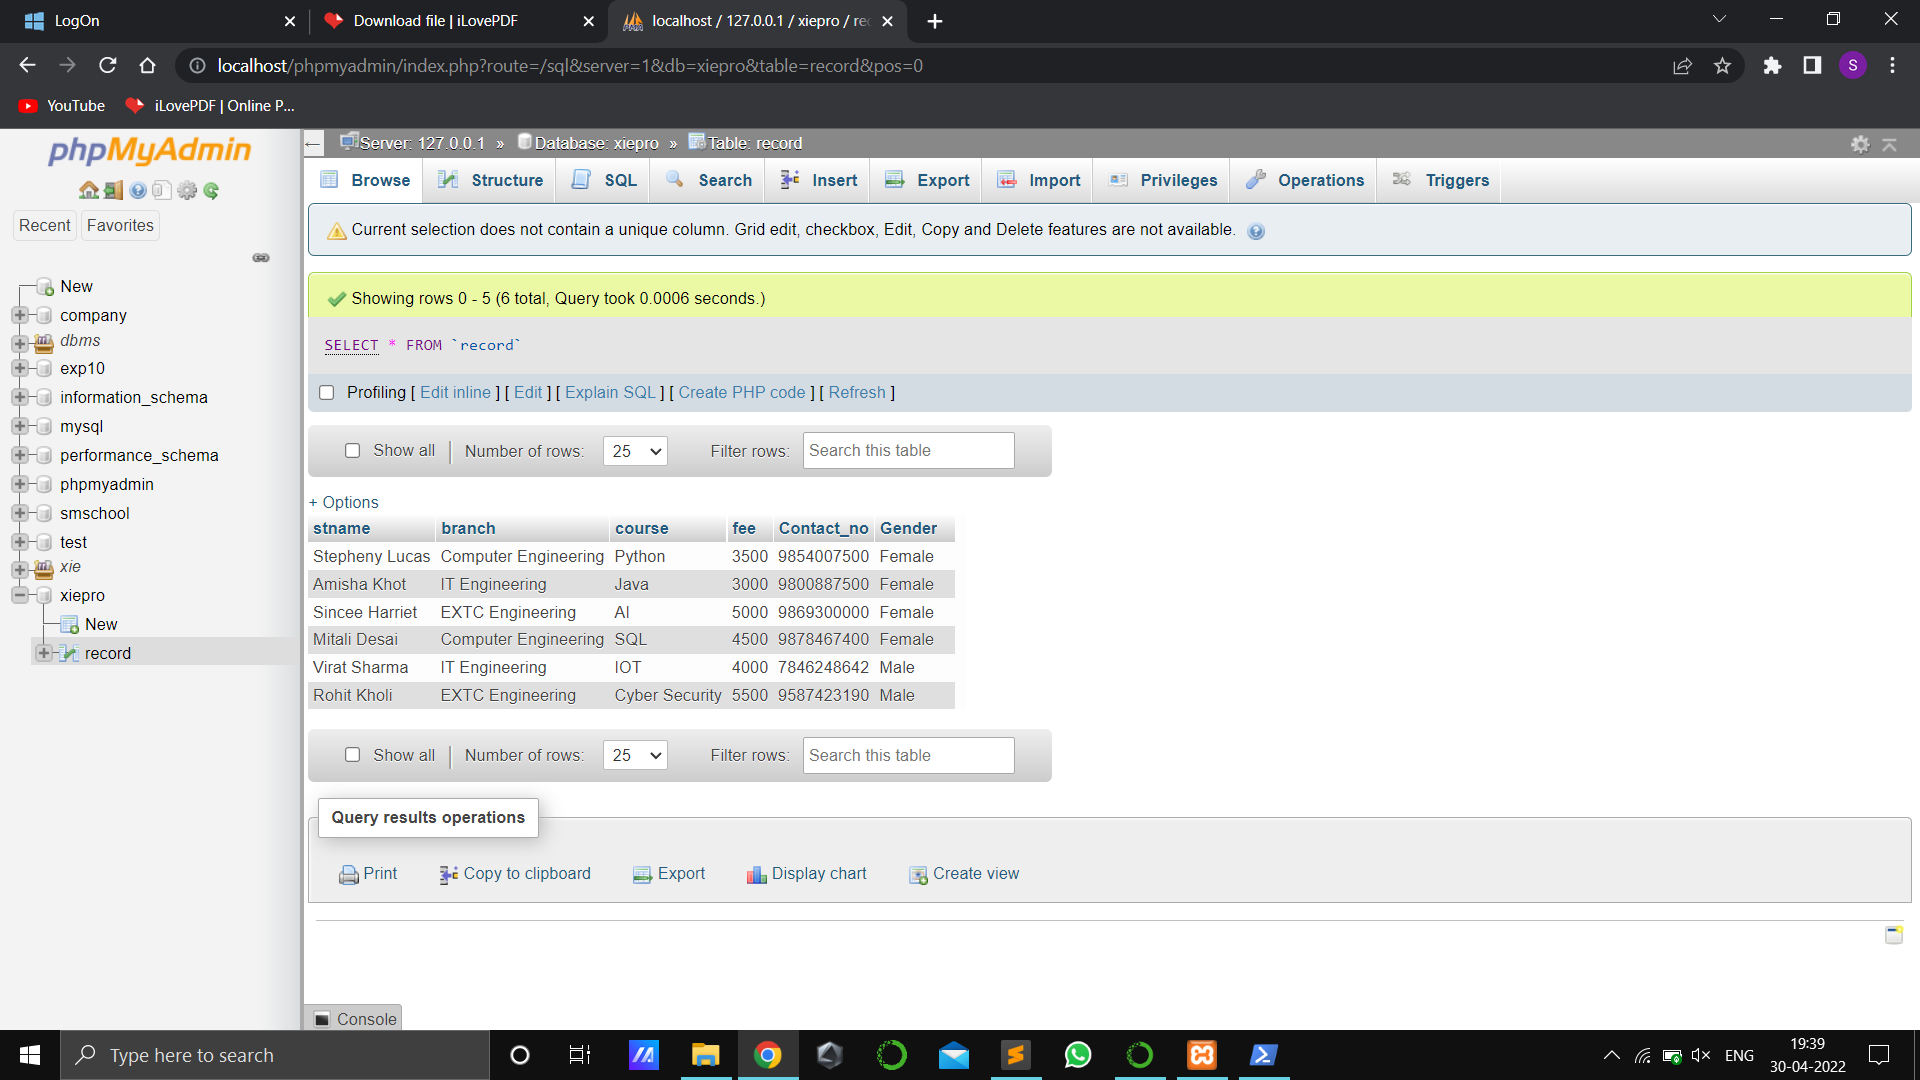 LogOn
Download file | iLovePDF
localhost / 127.0.0.1 / xiepro / rec
localhost/phpmyadmin/index.php?route=/sql&server=1&db=xiepro&table=record&pos=0
S
YouTube
iLovePDF | Online P...
phpMyAdmin
Recent
Favorites
New
company
dbms
exp10
information_schema
mysql
performance_schema
phpmyadmin
smschool
test
xie
xiepro
New
record
Server: 127.0.0.1 » Database: xiepro » Table: record
Browse Structure SQL Search Insert Export Import Privileges Operations Triggers
Current selection does not contain a unique column. Grid edit, checkbox, Edit, Copy and Delete features are not available.
Showing rows 0 - 5 (6 total, Query took 0.0006 seconds.)
SELECT * FROM `record`
Profiling [ Edit inline ] [ Edit ] [ Explain SQL ] [ Create PHP code ] [ Refresh ]
Show all | Number of rows: 25 Filter rows: Search this table
+ Options
stname branch course fee Contact_no Gender
Stepheny Lucas Computer Engineering Python 3500 9854007500 Female
Amisha Khot IT Engineering Java 3000 9800887500 Female
Sincee Harriet EXTC Engineering AI 5000 9869300000 Female
Mitali Desai Computer Engineering SQL 4500 9878467400 Female
Virat Sharma IT Engineering IOT 4000 7846248642 Male
Rohit Kholi EXTC Engineering Cyber Security 5500 9587423190 Male
Show all | Number of rows: 25 Filter rows: Search this table
Query results operations
Print Copy to clipboard Export Display chart Create view
Console
Type here to search
ENG
19:39
30-04-2022